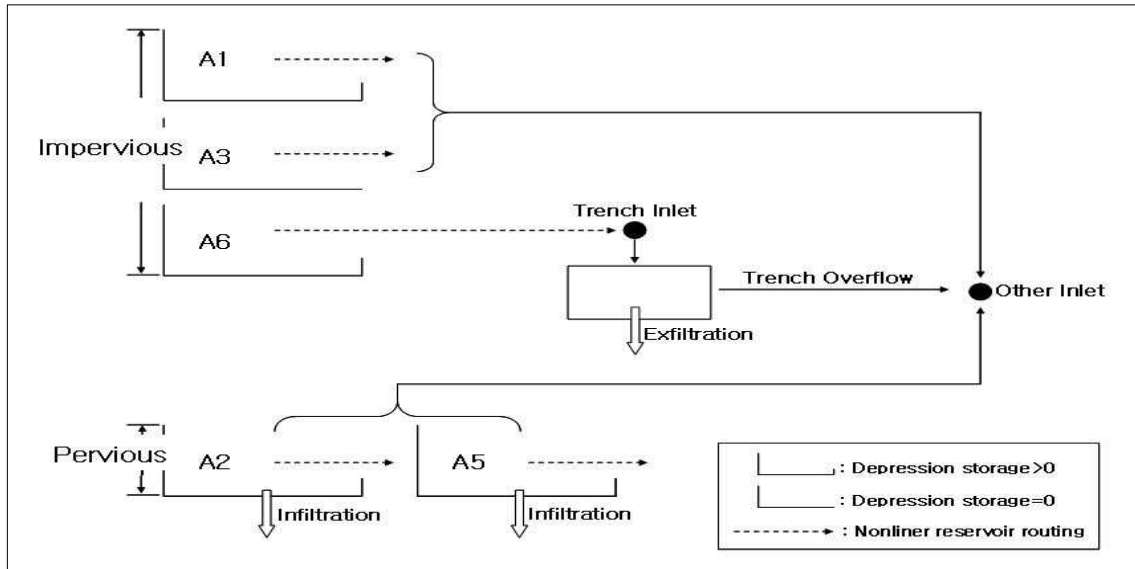 A1
Impervious
A3
Trench Inlet
A6
Trench Overflow
Other Inlet
Exfiltration
Pervious
A2
A5
Infiltration
Infiltration
: Depression storage>0
: Depression storage=0
: Nonliner reservoir routing